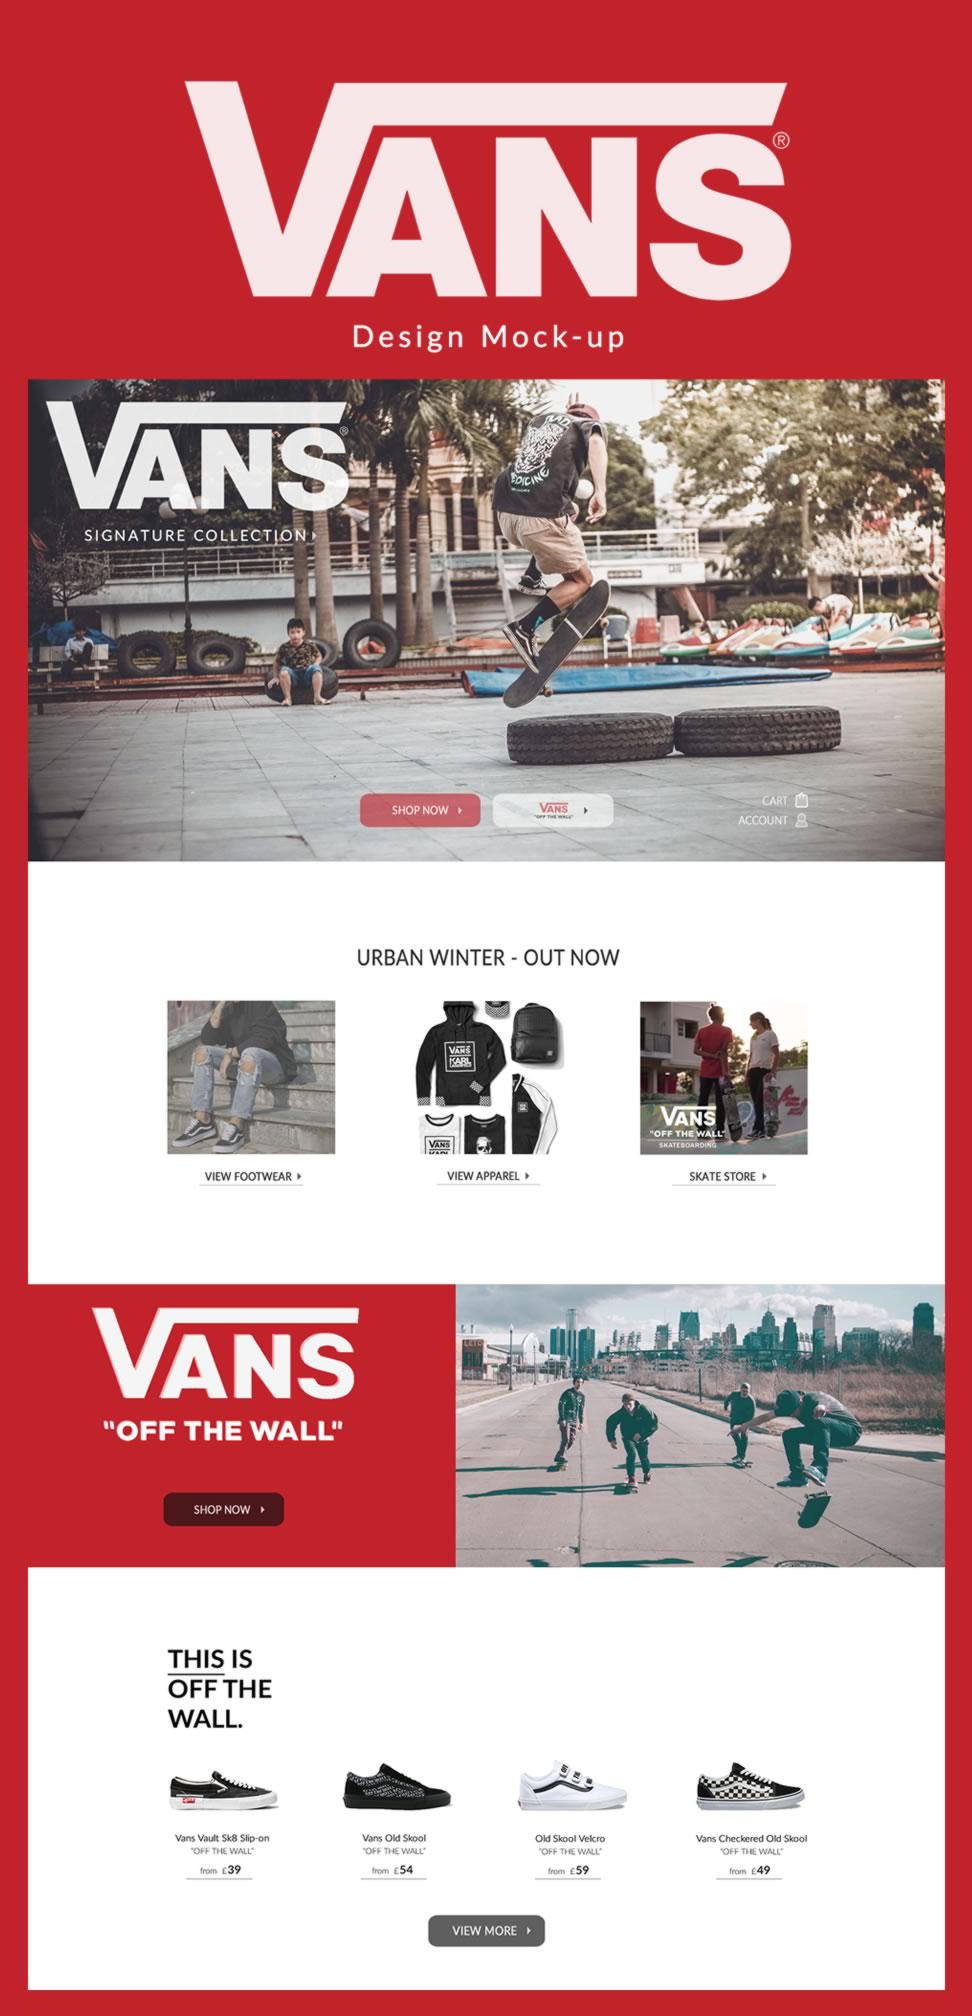 VANS®
Design Mock-up
VANS®
SIGNATURE COLLECTION
RAD
MEDICINE
SHOP NOW
VANS
"OFF THE WALL"
CART
ACCOUNT
URBAN WINTER - OUT NOW
VANS
KARL
VANS
KARL
VANS
"OFF THE WALL"
SKATEBOARDING
VIEW FOOTWEAR
VIEW APPAREL
SKATE STORE
VANS
"OFF THE WALL"
SHOP NOW
THIS IS
OFF THE
WALL.
Vans Vault Sk8 Slip-on
"OFF THE WALL"
from £39
Vans Old Skool
"OFF THE WALL"
from £54
Old Skool Velcro
"OFF THE WALL"
from £59
Vans Checkered Old Skool
"OFF THE WALL"
from £49
VIEW MORE